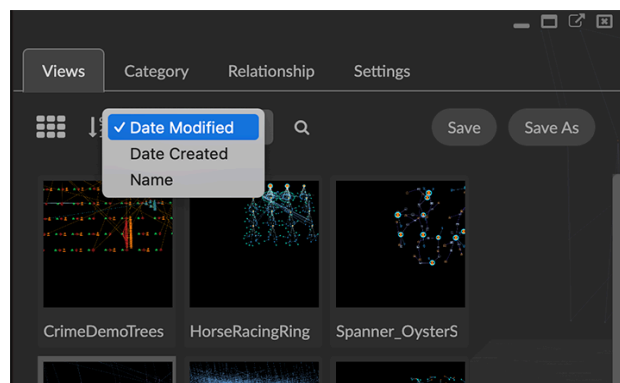 Views Category Relationship Settings
✓ Date Modified
Save Save As
Date Created
Name
CrimeDemoTrees HorseRacingRing Spanner_OysterS